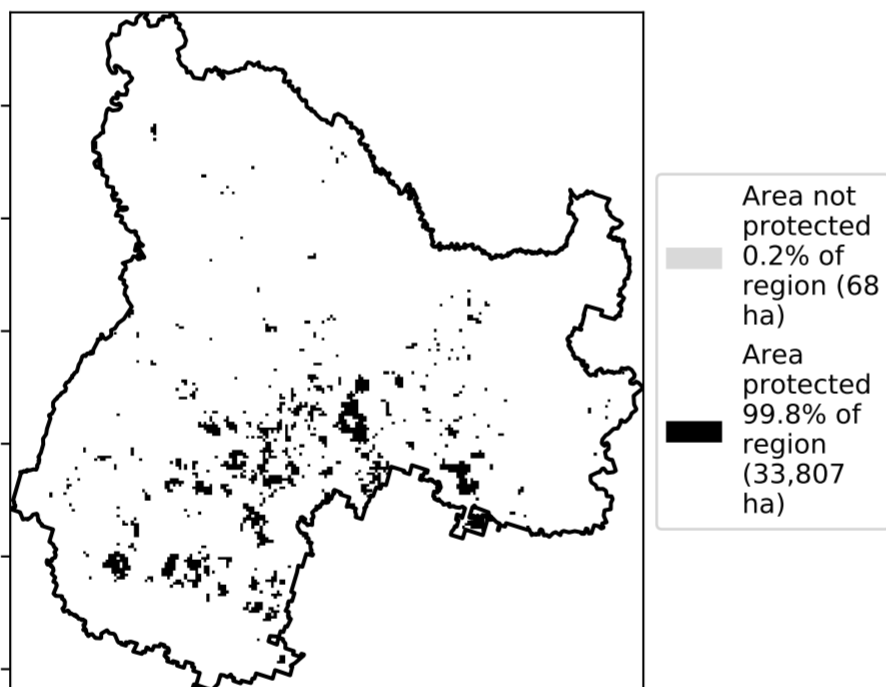 Area not
protected
0.2% of
region (68
ha)
Area
protected
99.8% of
region
(33,807
ha)